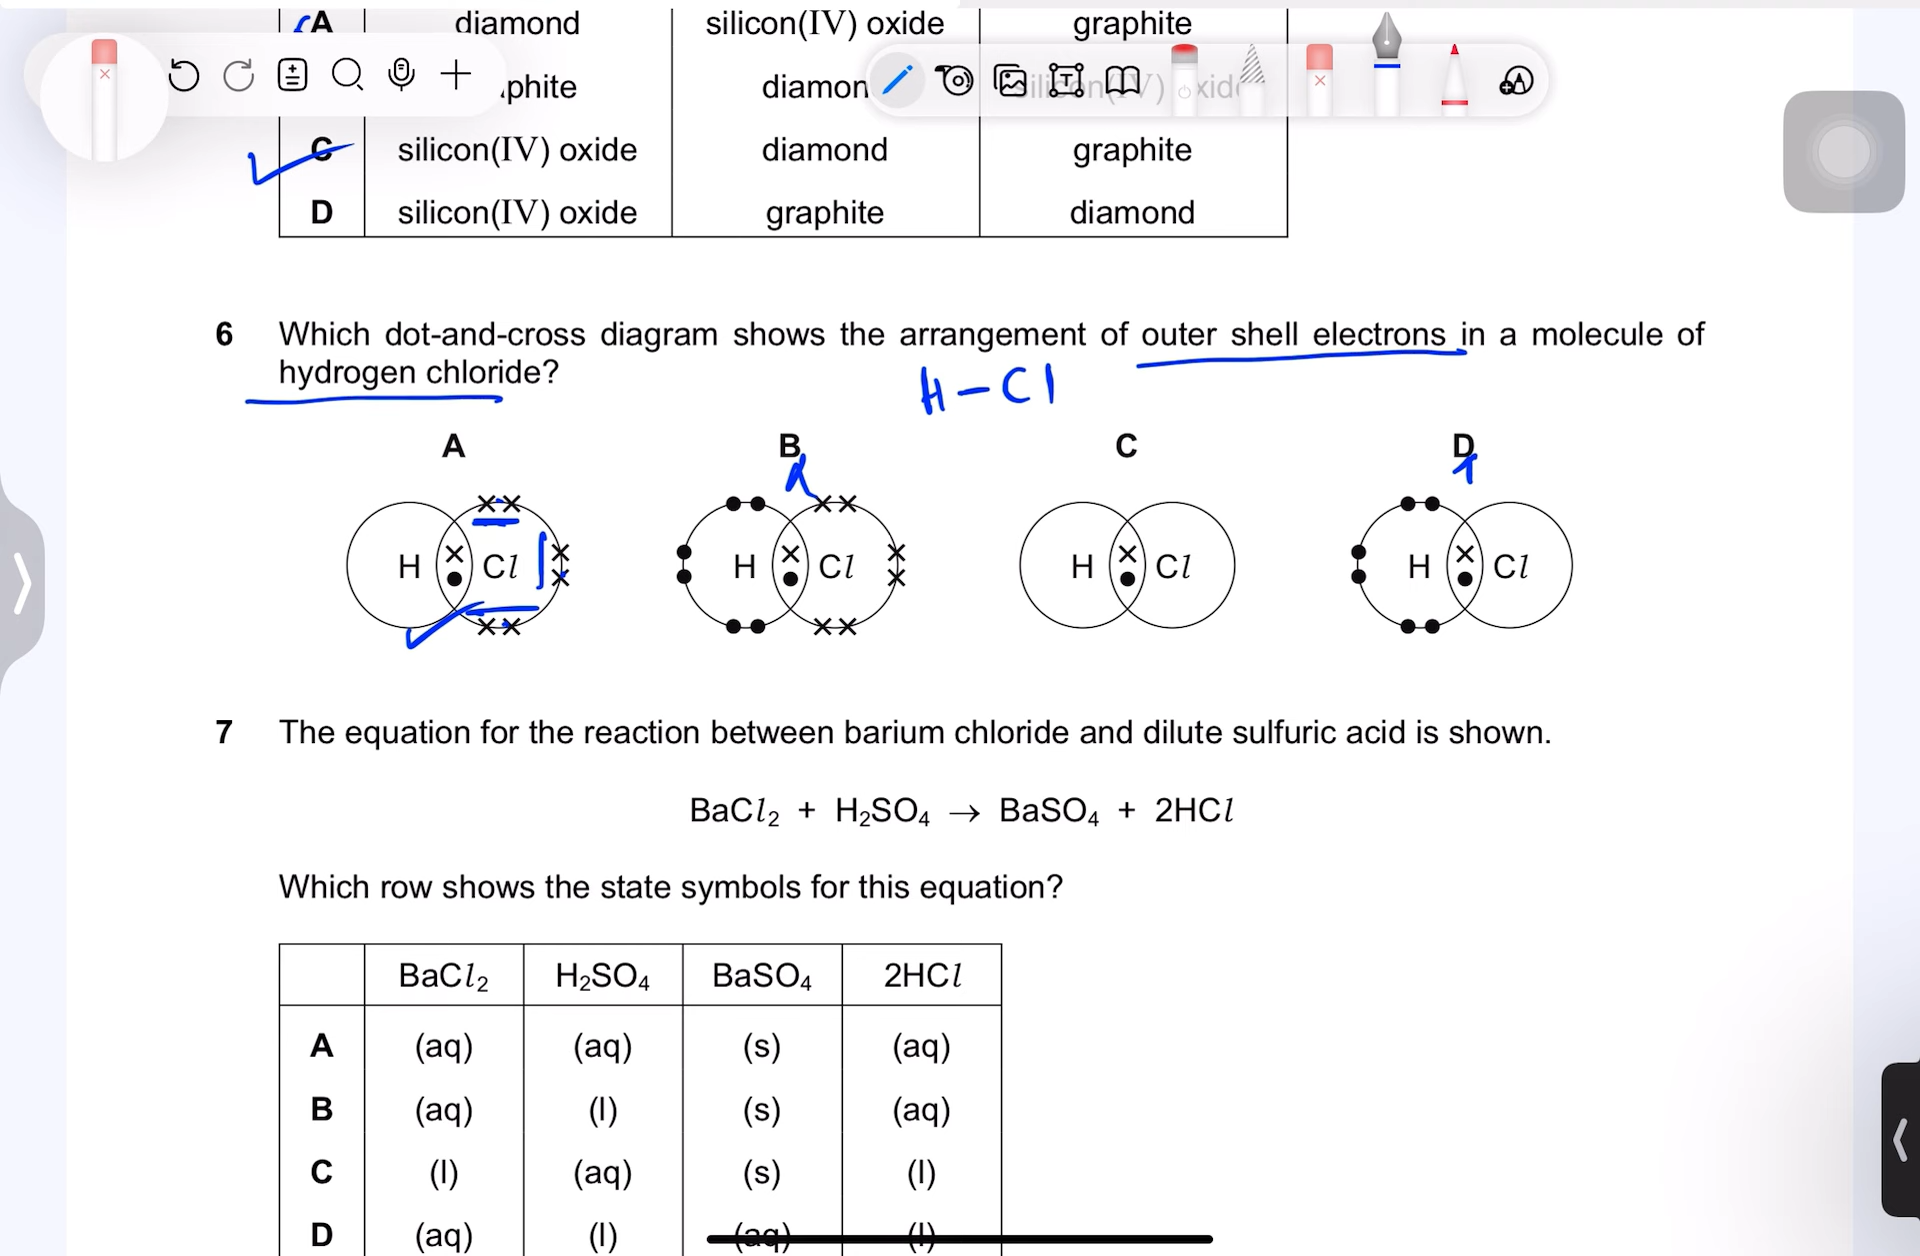 A diamond silicon(IV) oxide graphite
phite diamon silicon(IV) oxid
C silicon(IV) oxide diamond graphite
D silicon(IV) oxide graphite diamond
6 Which dot-and-cross diagram shows the arrangement of outer shell electrons in a molecule of
hydrogen chloride?
H-Cl
A B C D
H Cl H Cl H Cl H Cl
7 The equation for the reaction between barium chloride and dilute sulfuric acid is shown.
BaCl₂ + H₂SO₄ → BaSO₄ + 2HCl
Which row shows the state symbols for this equation?
BaCl₂ H₂SO₄ BaSO₄ 2HCl
A (aq) (aq) (s) (aq)
B (aq) (l) (s) (aq)
C (l) (aq) (s) (l)
D (aq) (l) (aq) (l)